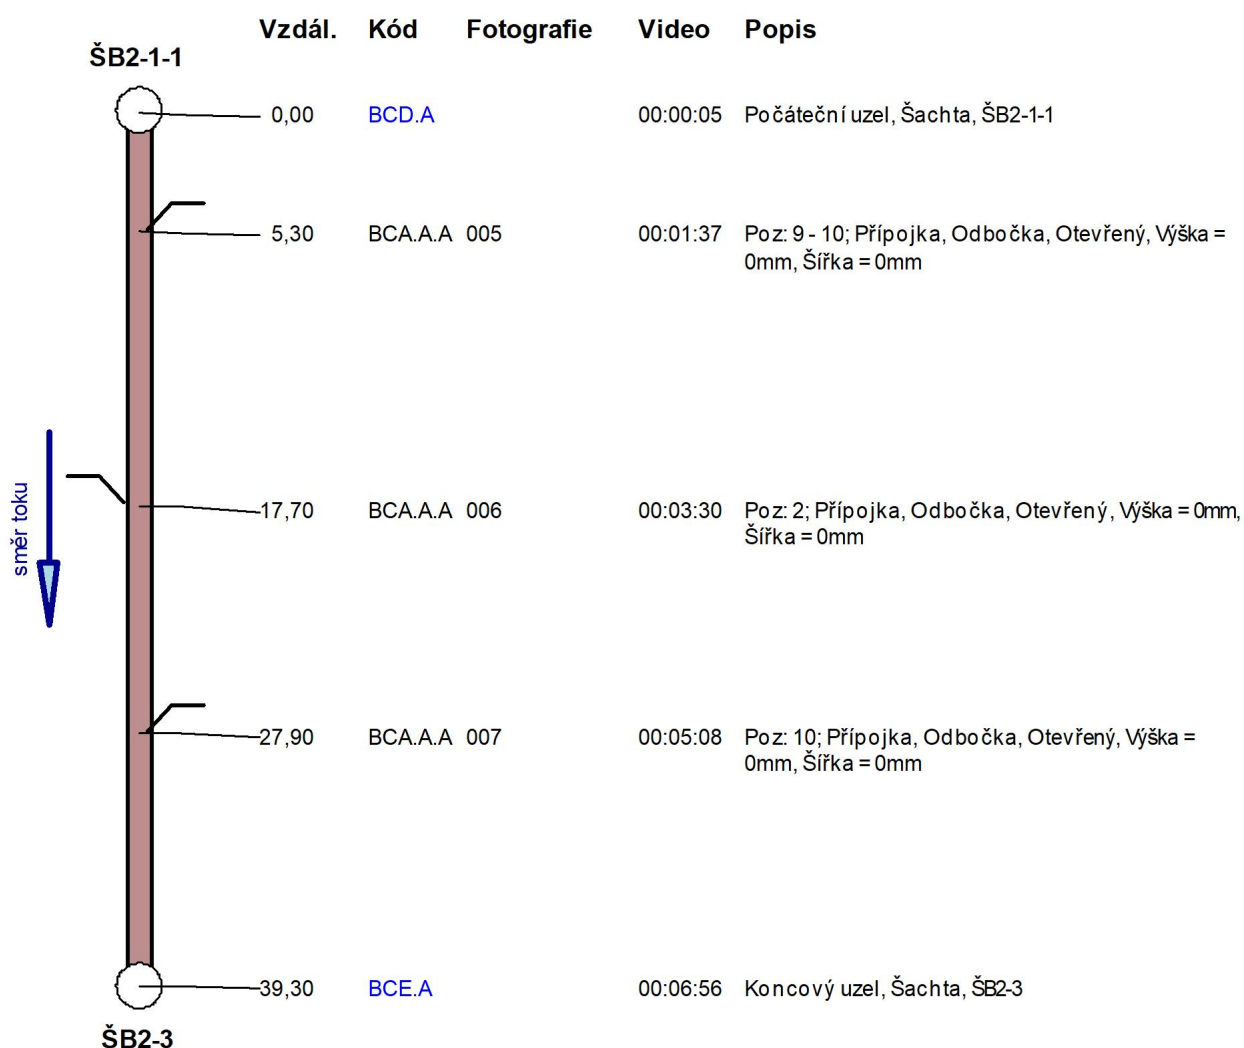 Vzdál. Kód Fotografie Video Popis
ŠB2-1-1
0,00 BCD.A 00:00:05 Počáteční uzel, Šachta, ŠB2-1-1
5,30 BCA.A.A 005 00:01:37 Poz: 9 - 10; Přípojka, Odbočka, Otevřený, Výška =
0mm, Šířka = 0mm
směr toku
17,70 BCA.A.A 006 00:03:30 Poz: 2; Přípojka, Odbočka, Otevřený, Výška = 0mm,
Šířka = 0mm
27,90 BCA.A.A 007 00:05:08 Poz: 10; Přípojka, Odbočka, Otevřený, Výška =
0mm, Šířka = 0mm
39,30 BCE.A 00:06:56 Koncový uzel, Šachta, ŠB2-3
ŠB2-3